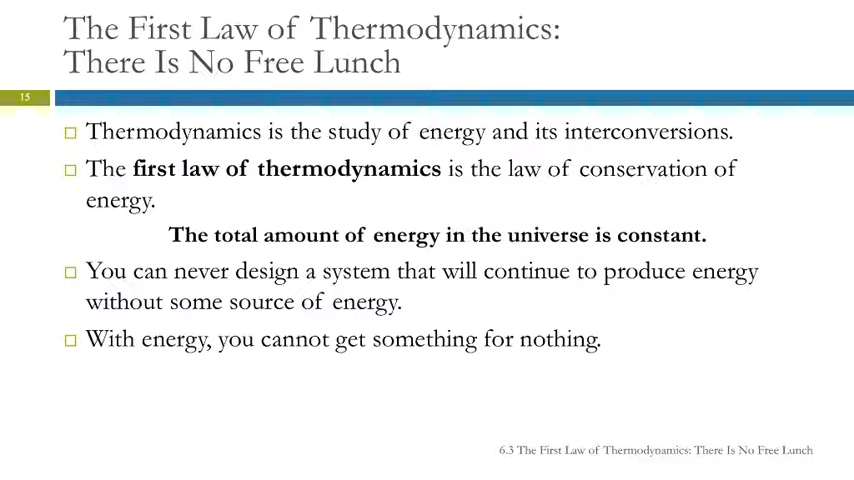 The First Law of Thermodynamics:
There Is No Free Lunch
15
Thermodynamics is the study of energy and its interconversions.
The first law of thermodynamics is the law of conservation of
energy.
The total amount of energy in the universe is constant.
You can never design a system that will continue to produce energy
without some source of energy.
With energy, you cannot get something for nothing.
6.3 The First Law of Thermodynamics: There Is No Free Lunch